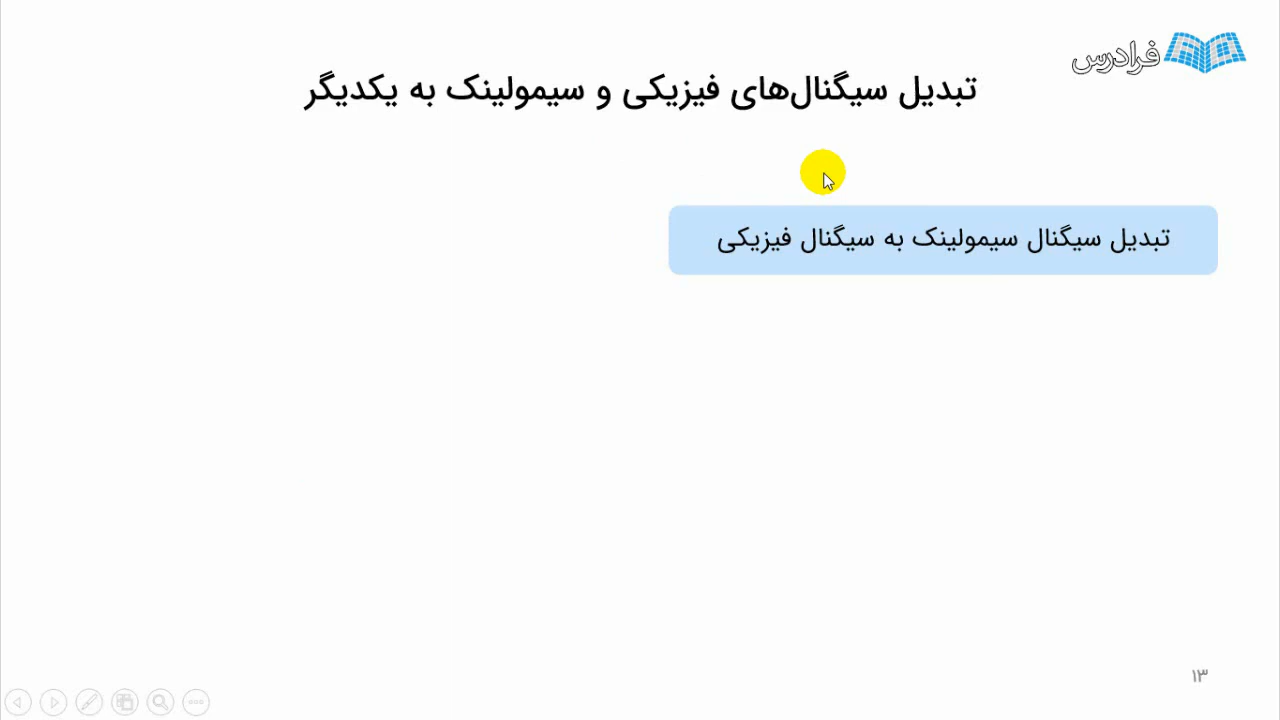 فرادرس
تبدیل سیگنال‌های فیزیکی و سیمولینک به یکدیگر
تبدیل سیگنال سیمولینک به سیگنال فیزیکی
۱۳